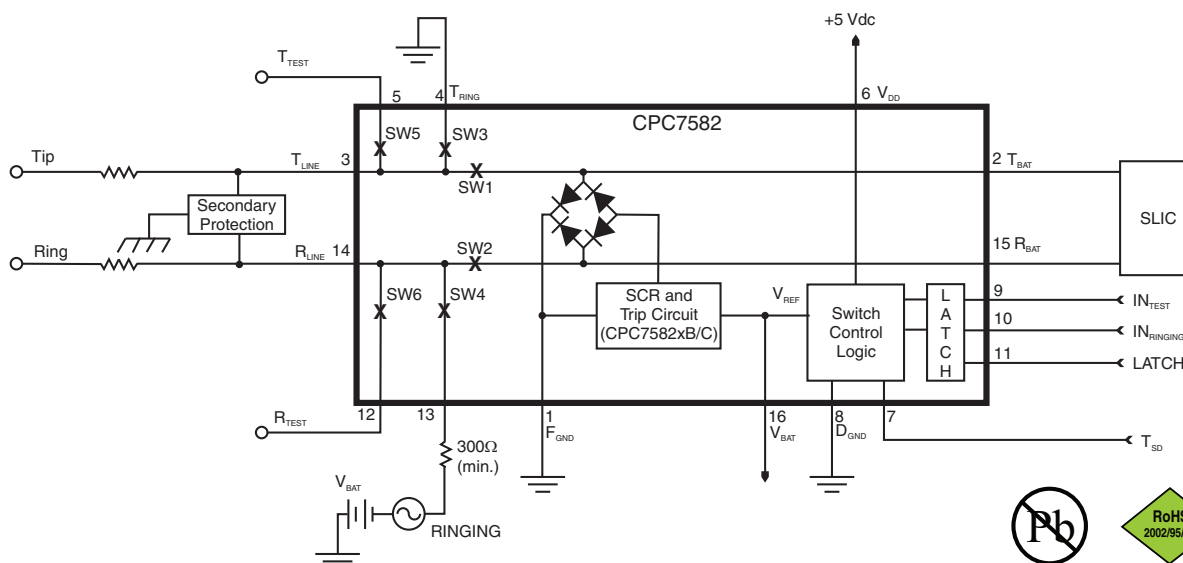 +5 Vdc
T_TEST
5
4
T_RING
6
V_DD
CPC7582
SW5
SW3
Tip
T_LINE
3
SW1
2
T_BAT
Secondary
Protection
SLIC
Ring
R_LINE
14
SW2
15
R_BAT
SW6
SW4
SCR and
Trip Circuit
(CPC7582xB/C)
V_REF
Switch
Control
Logic
L
A
T
C
H
9
IN_TEST
10
IN_RINGING
11
LATCH
R_TEST
12
13
1
F_GND
16
V_BAT
8
D_GND
7
T_SD
300Ω
(min.)
V_BAT
RINGING
Pb
RoHS
2002/95/